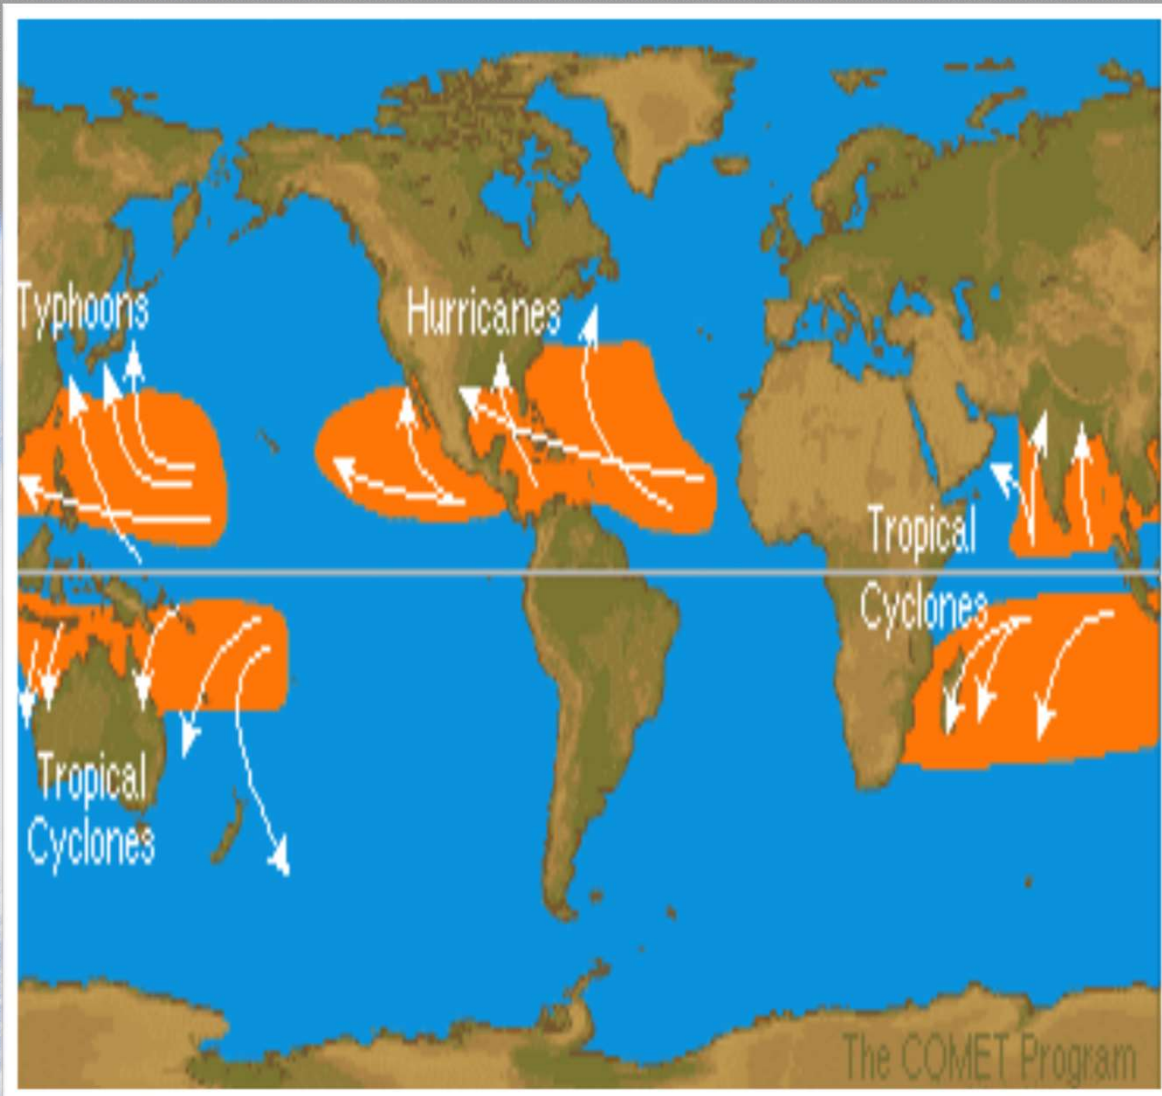 Typhoons
Hurricanes
Tropical
Cyclones
Tropical
Cyclones
The COMET Program